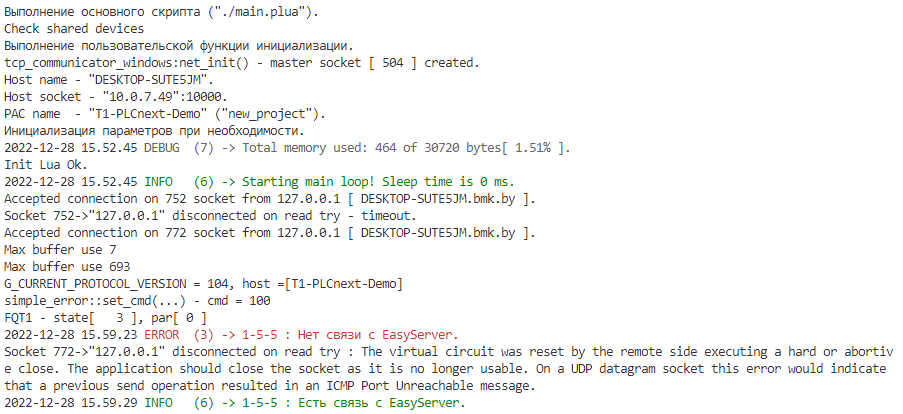 Выполнение основного скрипта ("./main.plua").
Check shared devices
Выполнение пользовательской функции инициализации.
tcp_communicator_windows:net_init() - master socket [ 504 ] created.
Host name - "DESKTOP-SUTE5JM".
Host socket - "10.0.7.49":10000.
PAC name  - "T1-PLCnext-Demo" ("new_project").
Инициализация параметров при необходимости.
2022-12-28 15.52.45 DEBUG  (7) -> Total memory used: 464 of 30720 bytes[ 1.51% ].
Init Lua Ok.
2022-12-28 15.52.45 INFO   (6) -> Starting main loop! Sleep time is 0 ms.
Accepted connection on 752 socket from 127.0.0.1 [ DESKTOP-SUTE5JM.bmk.by ].
Socket 752->"127.0.0.1" disconnected on read try - timeout.
Accepted connection on 772 socket from 127.0.0.1 [ DESKTOP-SUTE5JM.bmk.by ].
Max buffer use 7
Max buffer use 693
G_CURRENT_PROTOCOL_VERSION = 104, host =[T1-PLCnext-Demo]
simple_error::set_cmd(...) - cmd = 100
FQT1 - state[   3 ], par[ 0 ]
2022-12-28 15.59.23 ERROR  (3) -> 1-5-5 : Нет связи с EasyServer.
Socket 772->"127.0.0.1" disconnected on read try : The virtual circuit was reset by the remote side executing a hard or abortiv
e close. The application should close the socket as it is no longer usable. On a UDP datagram socket this error would indicate
that a previous send operation resulted in an ICMP Port Unreachable message.
2022-12-28 15.59.29 INFO   (6) -> 1-5-5 : Есть связь с EasyServer.